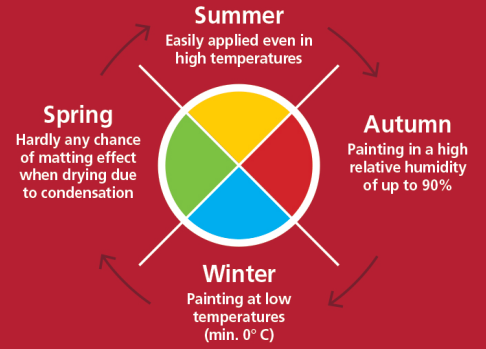 Summer
Easily applied even in
high temperatures
Spring
Hardly any chance
of matting effect
when drying due
to condensation
Autumn
Painting in a high
relative humidity
of up to 90%
Winter
Painting at low
temperatures
(min. 0° C)